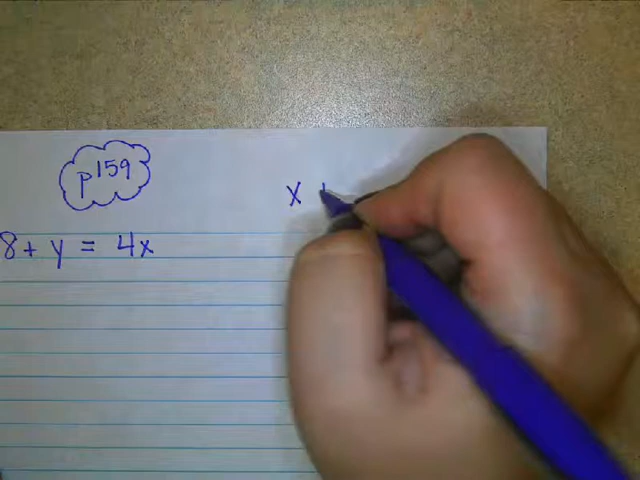 p159
x
8 + y = 4x